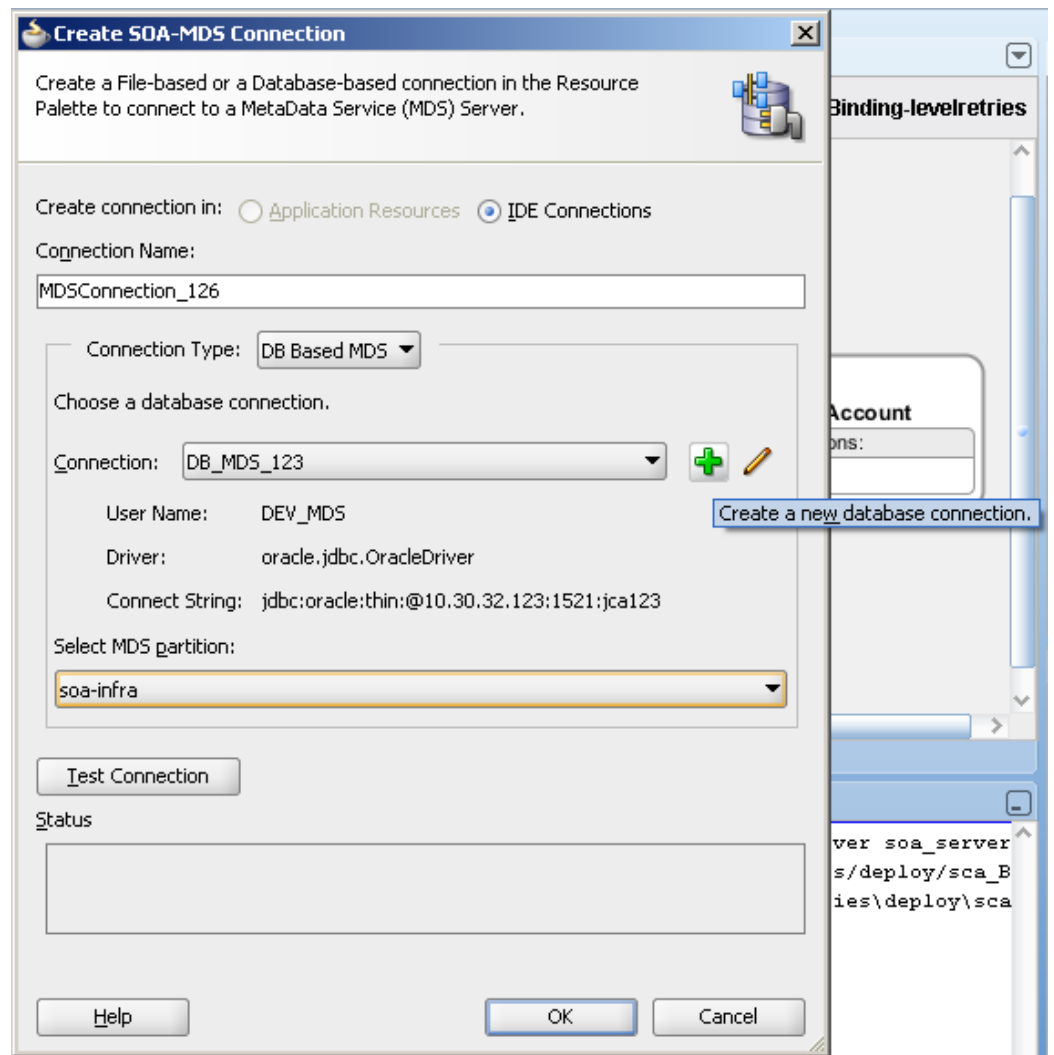 Create SOA-MDS Connection
Create a File-based or a Database-based connection in the Resource
Palette to connect to a MetaData Service (MDS) Server.
Create connection in: Application Resources IDE Connections
Connection Name:
MDSConnection_126
Connection Type: DB Based MDS
Choose a database connection.
Connection: DB_MDS_123
User Name: DEV_MDS
Driver: oracle.jdbc.OracleDriver
Connect String: jdbc:oracle:thin:@10.30.32.123:1521:jca123
Select MDS partition:
soa-infra
Test Connection
Status
Help OK Cancel
Binding-levelretries
Account
ons:
Create a new database connection.
ver soa_server
s/deploy/sca_B
ies\deploy\sca